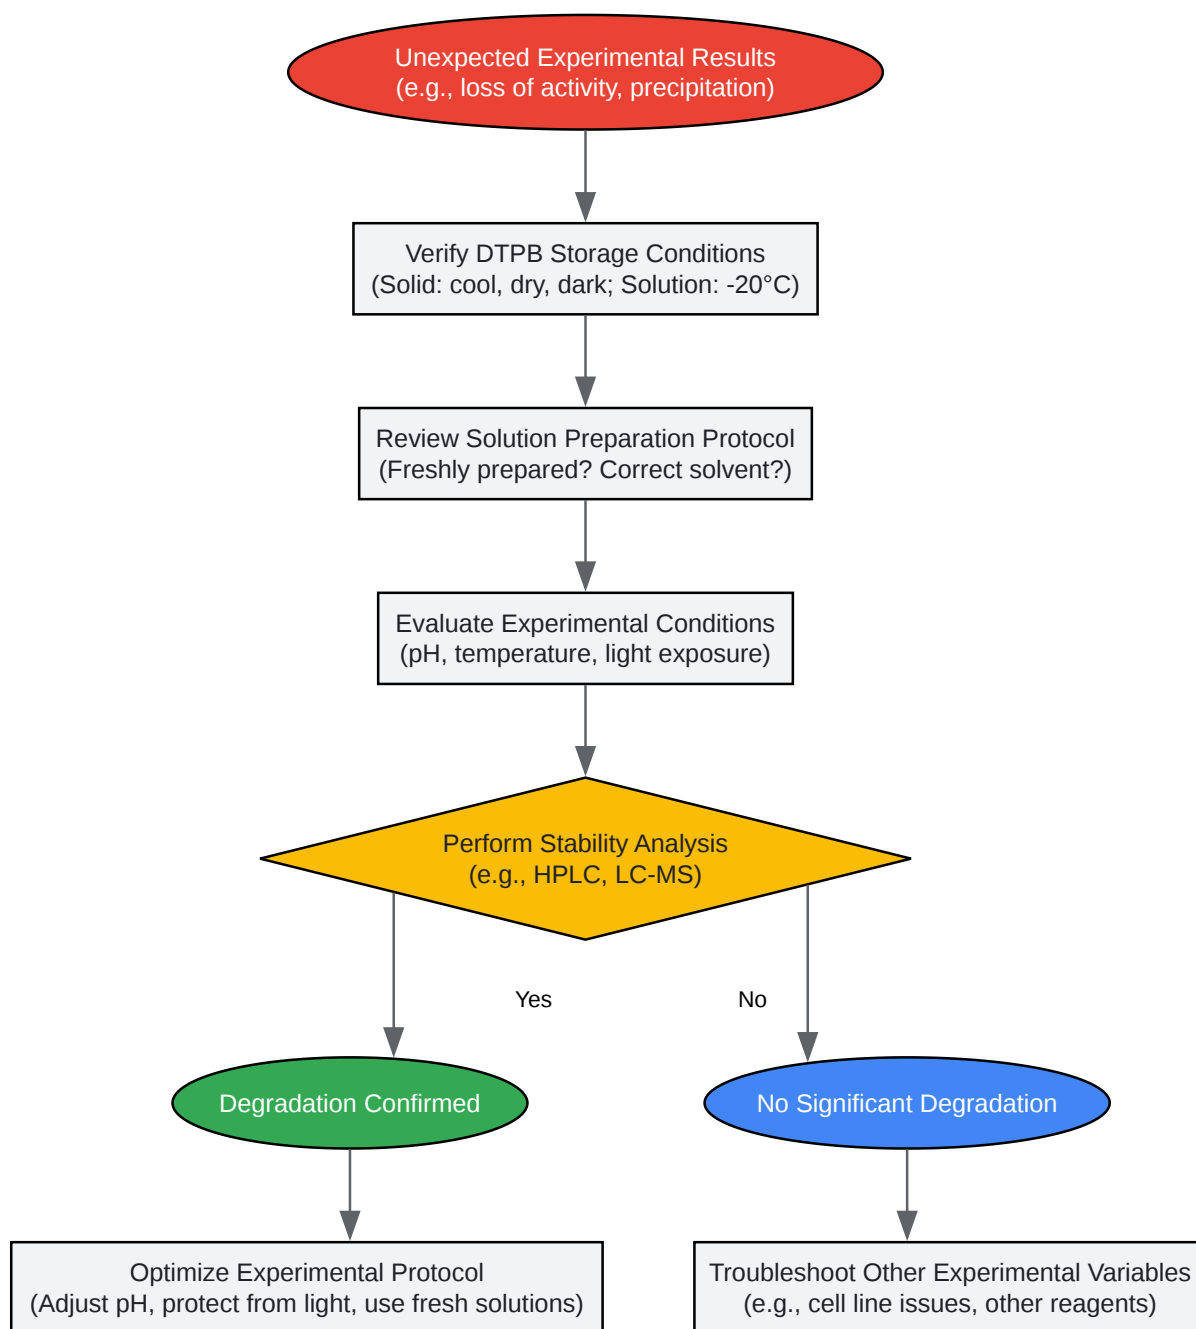 Unexpected Experimental Results
(e.g., loss of activity, precipitation)
Verify DTPB Storage Conditions
(Solid: cool, dry, dark; Solution: -20°C)
Review Solution Preparation Protocol
(Freshly prepared? Correct solvent?)
Evaluate Experimental Conditions
(pH, temperature, light exposure)
Perform Stability Analysis
(e.g., HPLC, LC-MS)
Yes
No
Degradation Confirmed
No Significant Degradation
Optimize Experimental Protocol
(Adjust pH, protect from light, use fresh solutions)
Troubleshoot Other Experimental Variables
(e.g., cell line issues, other reagents)